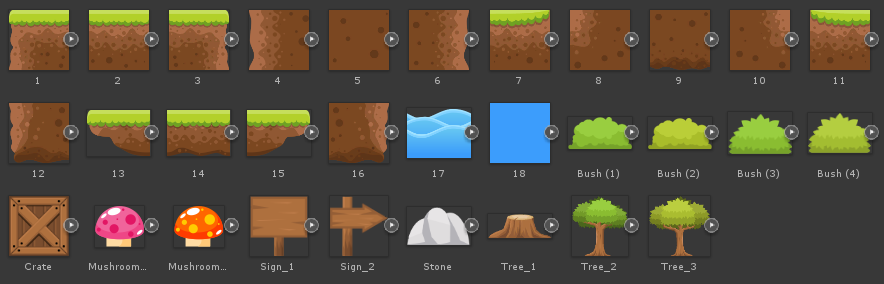 1 2 3 4 5 6 7 8 9 10 11
12 13 14 15 16 17 18 Bush (1) Bush (2) Bush (3) Bush (4)
Crate Mushroom... Mushroom... Sign_1 Sign_2 Stone Tree_1 Tree_2 Tree_3